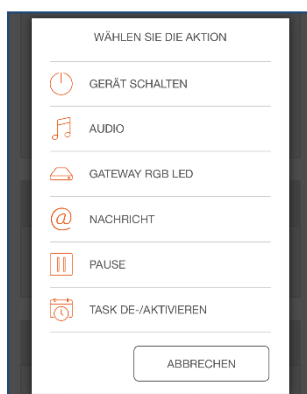 WÄHLEN SIE DIE AKTION
GERÄT SCHALTEN
AUDIO
GATEWAY RGB LED
NACHRICHT
PAUSE
TASK DE-/AKTIVIEREN
ABBRECHEN